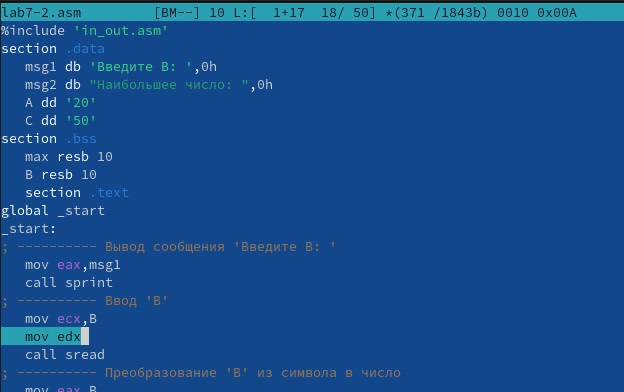 lab7-2.asm [BM--] 10 L:[ 1+17 18/ 50] *(371 /1843b) 0010 0x00A
%include 'in_out.asm'
section .data
msg1 db 'Введите B: ',0h
msg2 db "Наибольшее число: ",0h
A dd '20'
C dd '50'
section .bss
max resb 10
B resb 10
section .text
global _start
_start:
; ---------- Вывод сообщения 'Введите B: '
mov eax,msg1
call sprint
; ---------- Ввод 'B'
mov ecx,B
mov edx
call sread
; ---------- Преобразование 'B' из символа в число
mov eax,B